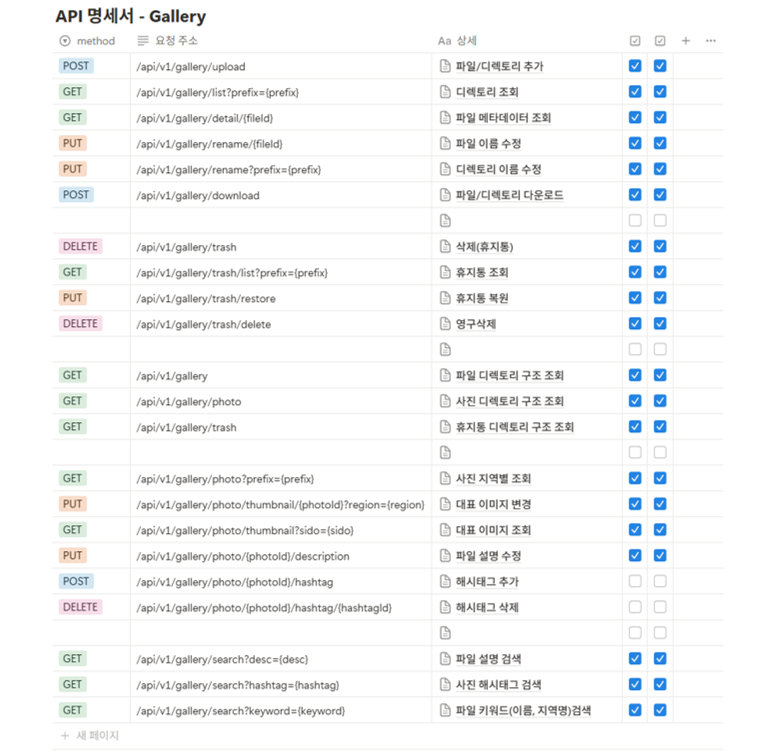 API 명세서 - Gallery
method 요청 주소 Aa 상세
POST /api/v1/gallery/upload 파일/디렉토리 추가
GET /api/v1/gallery/list?prefix={prefix} 디렉토리 조회
GET /api/v1/gallery/detail/{fileId} 파일 메타데이터 조회
PUT /api/v1/gallery/rename/{fileId} 파일 이름 수정
PUT /api/v1/gallery/rename?prefix={prefix} 디렉토리 이름 수정
POST /api/v1/gallery/download 파일/디렉토리 다운로드
DELETE /api/v1/gallery/trash 삭제(휴지통)
GET /api/v1/gallery/trash/list?prefix={prefix} 휴지통 조회
PUT /api/v1/gallery/trash/restore 휴지통 복원
DELETE /api/v1/gallery/trash/delete 영구삭제
GET /api/v1/gallery 파일 디렉토리 구조 조회
GET /api/v1/gallery/photo 사진 디렉토리 구조 조회
GET /api/v1/gallery/trash 휴지통 디렉토리 구조 조회
GET /api/v1/gallery/photo?prefix={prefix} 사진 지역별 조회
PUT /api/v1/gallery/photo/thumbnail/{photoId}?region={region} 대표 이미지 변경
GET /api/v1/gallery/photo/thumbnail?sido={sido} 대표 이미지 조회
PUT /api/v1/gallery/photo/{photoId}/description 파일 설명 수정
POST /api/v1/gallery/photo/{photoId}/hashtag 해시태그 추가
DELETE /api/v1/gallery/photo/{photoId}/hashtag/{hashtagId} 해시태그 삭제
GET /api/v1/gallery/search?desc={desc} 파일 설명 검색
GET /api/v1/gallery/search?hashtag={hashtag} 사진 해시태그 검색
GET /api/v1/gallery/search?keyword={keyword} 파일 키워드(이름, 지역명)검색
+ 새 페이지